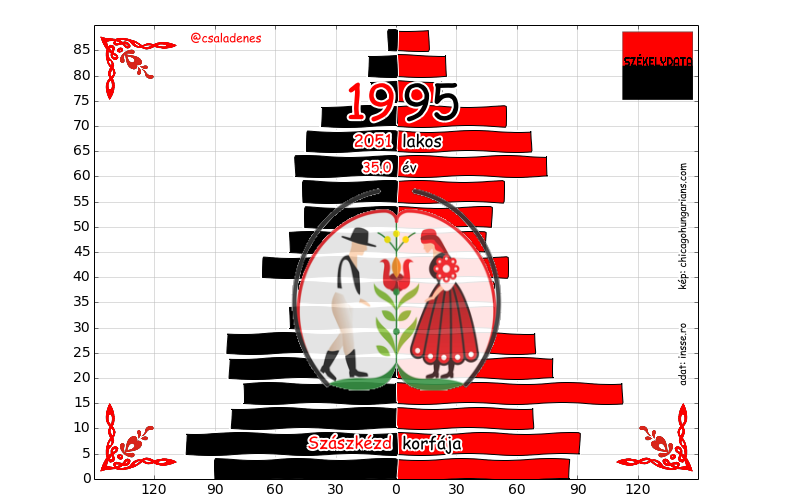 @csaladenes
SZÉKELYDATA
1995
2051 lakos
35.0 év
kép: chicagohungarians.com
adat: insse.ro
Szászkézd korfája
85
80
75
70
65
60
55
50
45
40
35
30
25
20
15
10
5
0
120 90 60 30 0 30 60 90 120